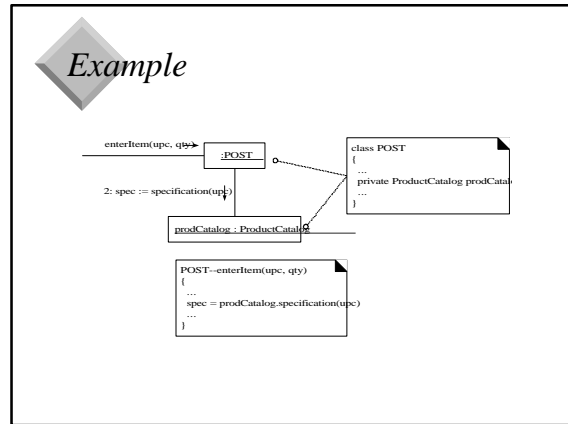 Example
enterItem(upc, qty)
:POST
2: spec := specification(upc)
prodCatalog : ProductCatalog
class POST
{
...
private ProductCatalog prodCatal
...
}
POST--enterItem(upc, qty)
{
...
spec = prodCatalog.specification(upc)
...
}